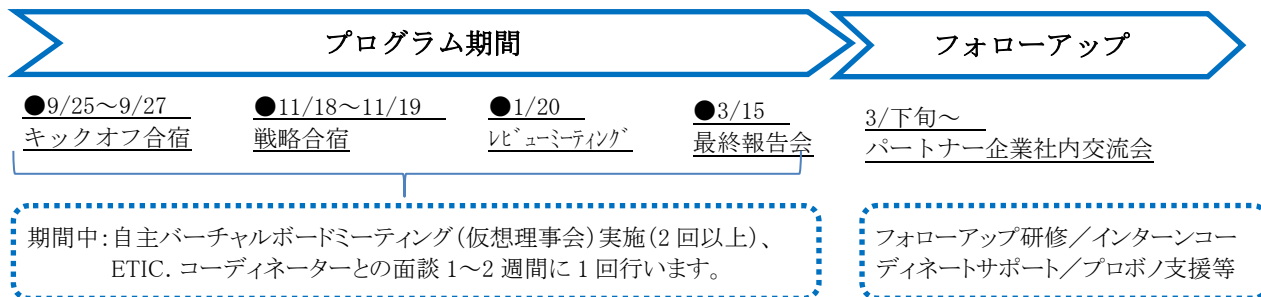 プログラム期間
フォローアップ
●9/25～9/27
キックオフ合宿
●11/18～11/19
戦略合宿
●1/20
ﾚﾋﾞｭｰﾐｰﾃｨﾝｸﾞ
●3/15
最終報告会
3/下旬～
パートナー企業社内交流会
期間中：自主バーチャルボードミーティング（仮想理事会）実施（2回以上）、
ETIC．コーディネーターとの面談1～2週間に1回行います。
フォローアップ研修／インターンコー
ディネートサポート／プロボノ支援等